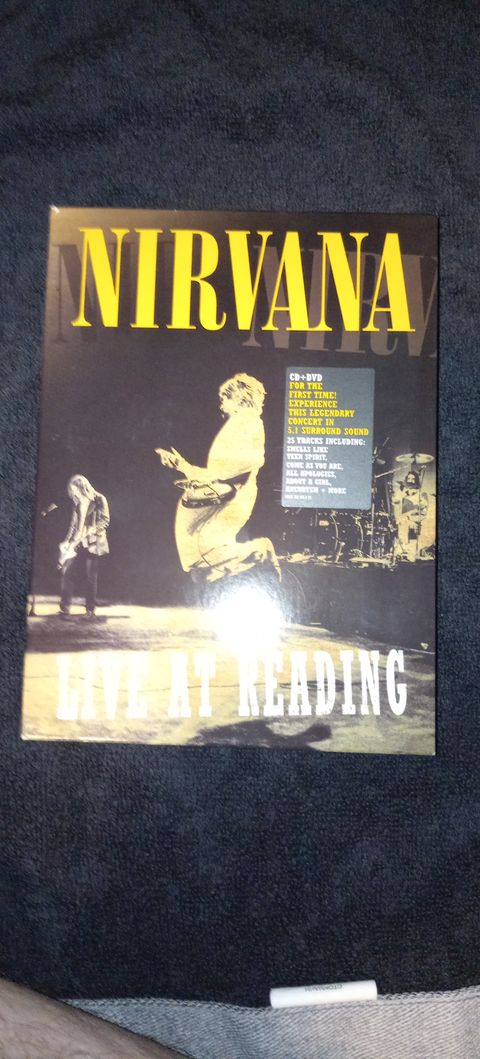 NIRVANA
CD+DVD
FOR THE
FIRST TIME!
EXPERIENCE
THIS LEGENDARY
CONCERT IN
5.1 SURROUND SOUND
25 TRACKS INCLUDING:
SMELLS LIKE
TEEN SPIRIT,
COME AS YOU ARE,
ALL APOLOGIES,
ABOUT A GIRL,
ANEURYSM + MORE
LIVE AT READING